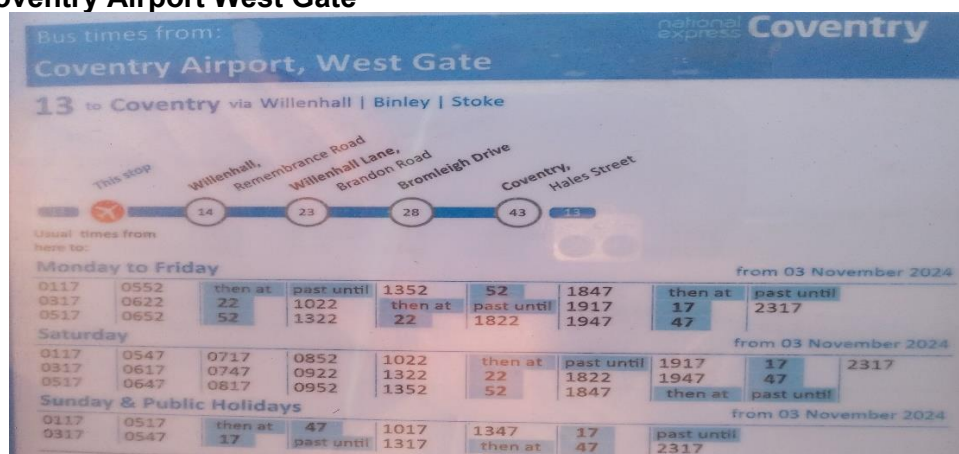 oventry Airport West Gate
Bus times from:
national express Coventry
Coventry Airport, West Gate
13 to Coventry via Willenhall | Binley | Stoke
This stop
Willenhall, Remembrance Road
Willenhall Lane, Brandon Road
Bromleigh Drive
Coventry, Hales Street
13 14 23 28 43 13
Usual times from
here to:
Monday to Friday from 03 November 2024
0117 0552 then at past until 1352 52 1847 then at past until
0317 0622 22 1022 then at past until 1917 17 2317
0517 0652 52 1322 22 1822 1947 47
Saturday from 03 November 2024
0117 0547 0717 0852 1022 then at past until 1917 17 2317
0317 0617 0747 0922 1322 22 1822 1947 47
0517 0647 0817 0952 1352 52 1847 then at past until
Sunday & Public Holidays from 03 November 2024
0117 0517 then at 47 1017 1347 17 past until
0317 0547 17 past until 1317 then at 47 2317